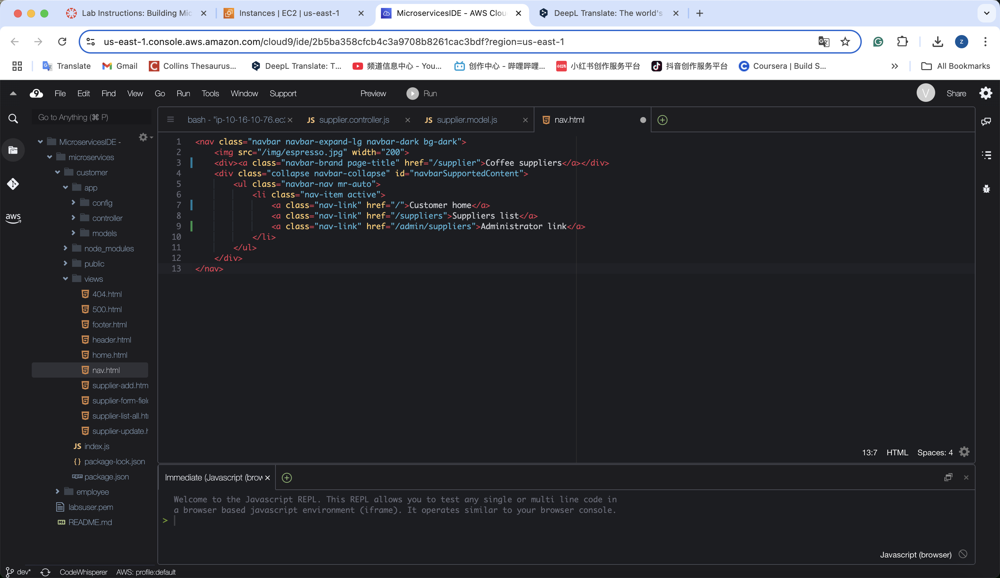 Lab Instructions: Building Mic
Instances | EC2 | us-east-1
MicroservicesIDE - AWS Clou
DeepL Translate: The world's
us-east-1.console.aws.amazon.com/cloud9/ide/2b5ba358cfcb4c3a9708b8261cac3bdf?region=us-east-1
z
Translate
Gmail
Collins Thesaurus...
DeepL Translate: T...
频道信息中心 - You...
创作中心 - 哔哩哔哩...
小红书
小红书创作服务平台
抖音创作服务平台
Coursera | Build S...
All Bookmarks
9
File
Edit
Find
View
Go
Run
Tools
Window
Support
Preview
Run
V
Share
Go to Anything (⌘ P)
bash - "ip-10-16-10-76.ec2
JS supplier.controller.js
JS supplier.model.js
nav.html
aws
MicroservicesIDE -
microservices
customer
app
config
controller
models
node_modules
public
views
404.html
500.html
footer.html
header.html
home.html
nav.html
supplier-add.htm
supplier-form-field
supplier-list-all.htm
supplier-update.h
JS index.js
{} package-lock.json
package.json
employee
labsuser.pem
README.md
1 <nav class="navbar navbar-expand-lg navbar-dark bg-dark">
2 <img src="/img/espresso.jpg" width="200">
3 <div><a class="navbar-brand page-title" href="/supplier">Coffee suppliers</a></div>
4 <div class="collapse navbar-collapse" id="navbarSupportedContent">
5 <ul class="navbar-nav mr-auto">
6 <li class="nav-item active">
7 <a class="nav-link" href="/">Customer home</a>
8 <a class="nav-link" href="/suppliers">Suppliers list</a>
9 <a class="nav-link" href="/admin/suppliers">Administrator link</a>
10 </li>
11 </ul>
12 </div>
13 </nav>
13:7 HTML Spaces: 4
Immediate (Javascript (brow
Welcome to the Javascript REPL. This REPL allows you to test any single or multi line code in
a browser based javascript environment (iframe). It operates similar to your browser console.
>
Javascript (browser)
dev*
CodeWhisperer
AWS: profile:default